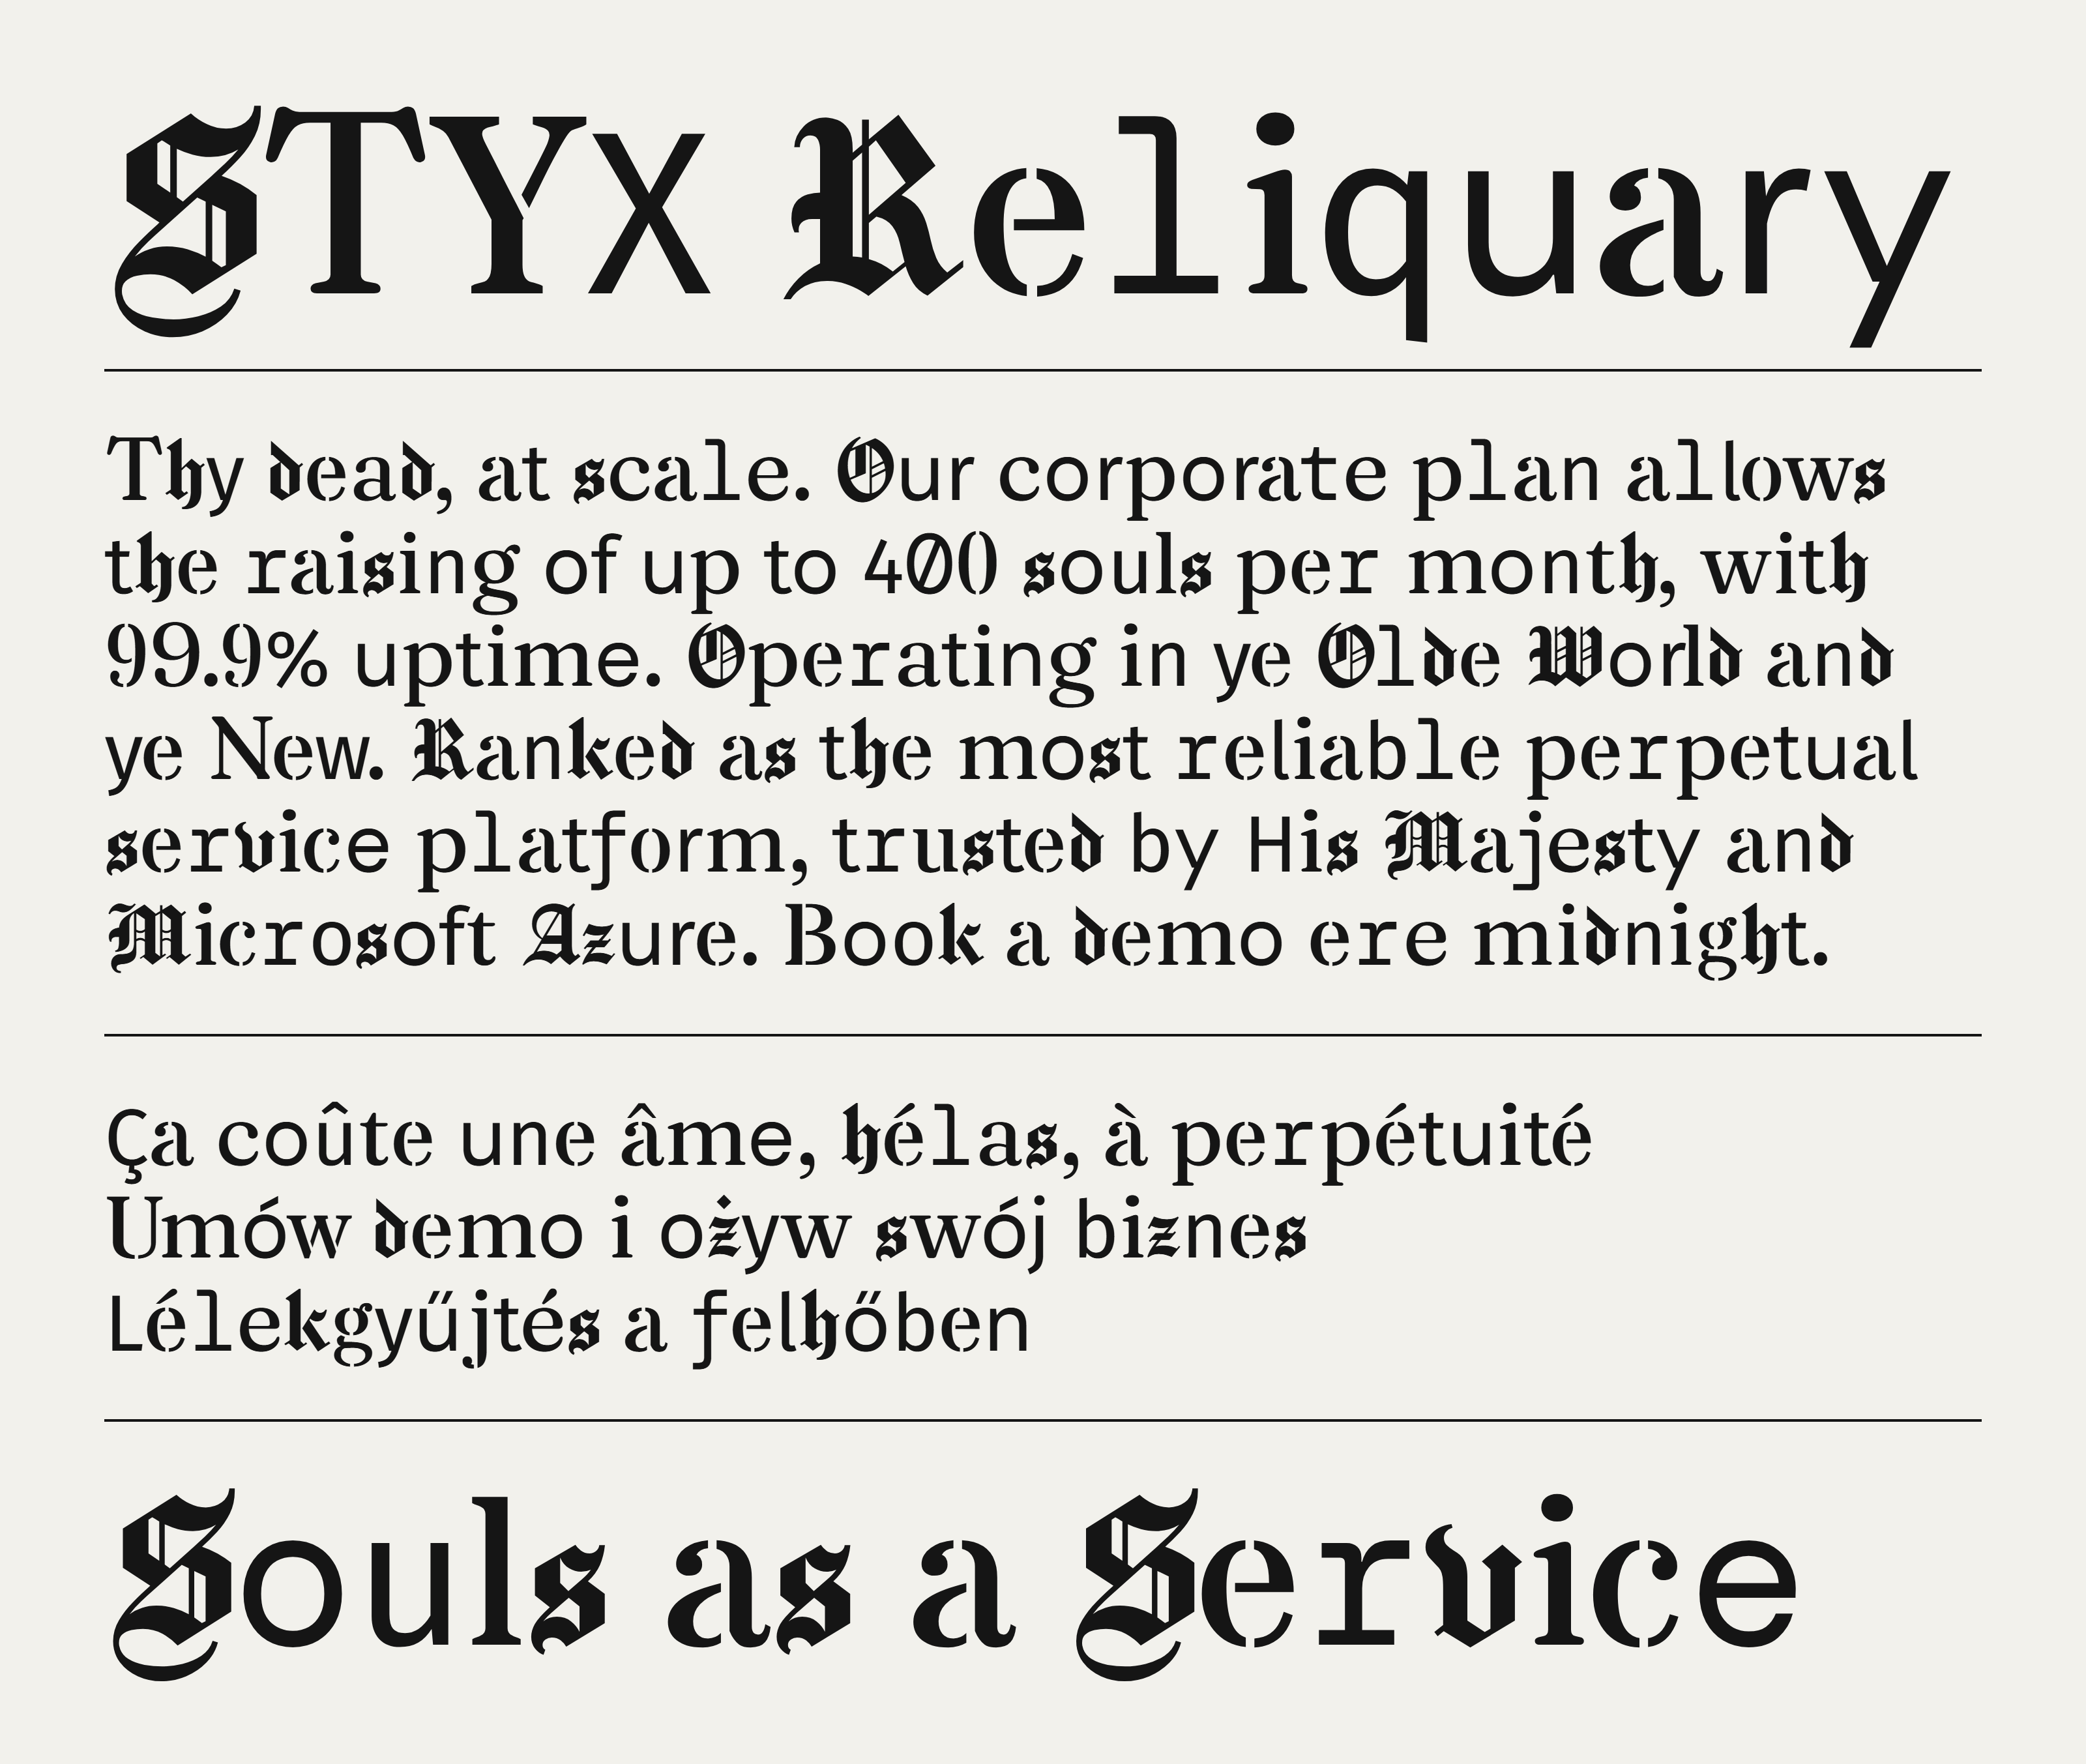 STYX Reliquary
Thy dead, at scale. Our corporate plan allows
the raising of up to 400 souls per month, with
99.9% uptime. Operating in ye Olde World and
ye New. Ranked as the most reliable perpetual
service platform, trusted by His Majesty and
Microsoft Azure. Book a demo ere midnight.
Ça coûte une âme, hélas, à perpétuité
Umów demo i ożyw swój biznes
Lélekgyűjtés a felhőben
Souls as a Service